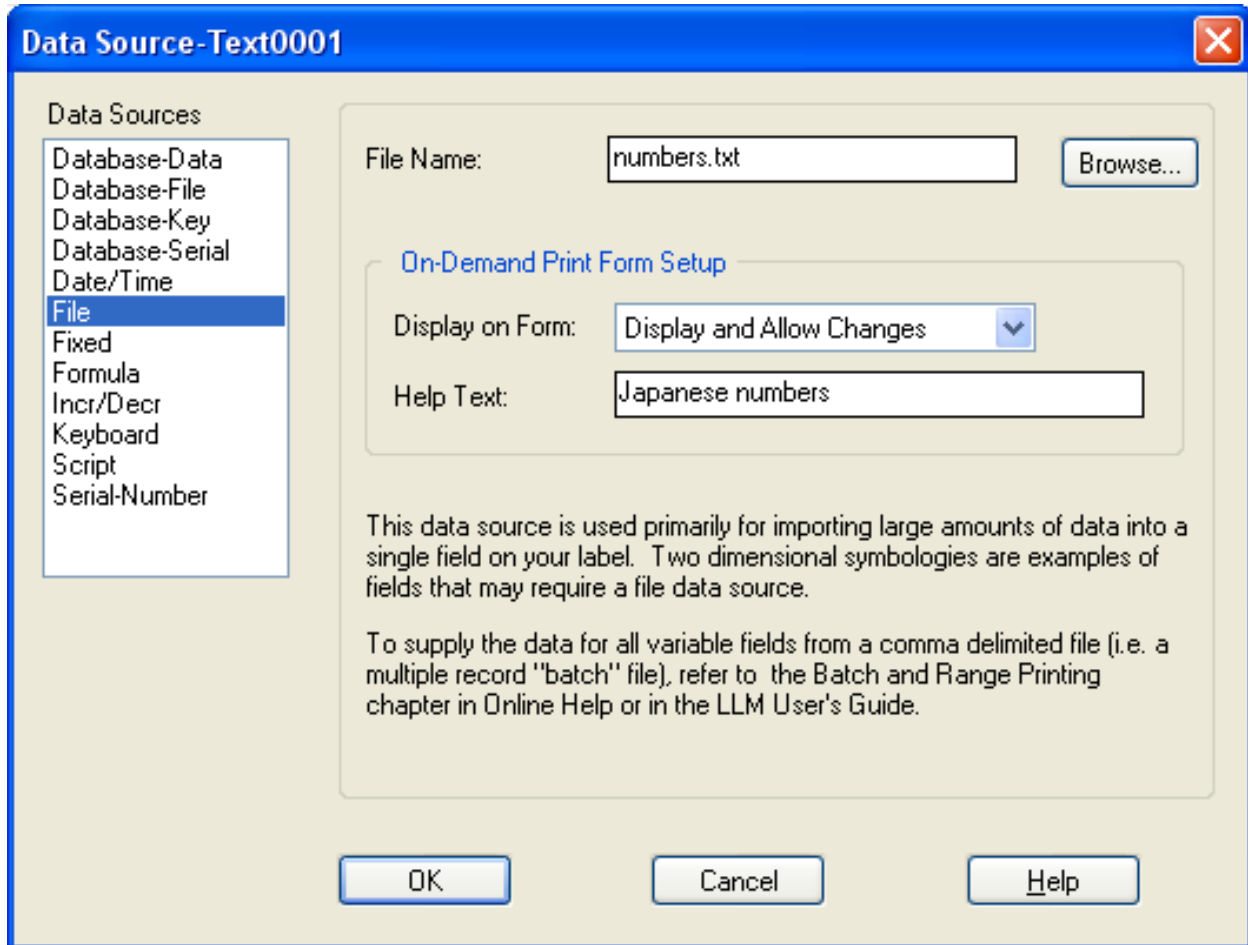 Data Source-Text0001
Data Sources
Database-Data
Database-File
Database-Key
Database-Serial
Date/Time
File
Fixed
Formula
Incr/Decr
Keyboard
Script
Serial-Number
File Name:
numbers.txt
Browse...
On-Demand Print Form Setup
Display on Form:
Display and Allow Changes
Help Text:
Japanese numbers
This data source is used primarily for importing large amounts of data into a
single field on your label.  Two dimensional symbologies are examples of
fields that may require a file data source.
To supply the data for all variable fields from a comma delimited file (i.e. a
multiple record "batch" file), refer to  the Batch and Range Printing
chapter in Online Help or in the LLM User's Guide.
OK
Cancel
Help